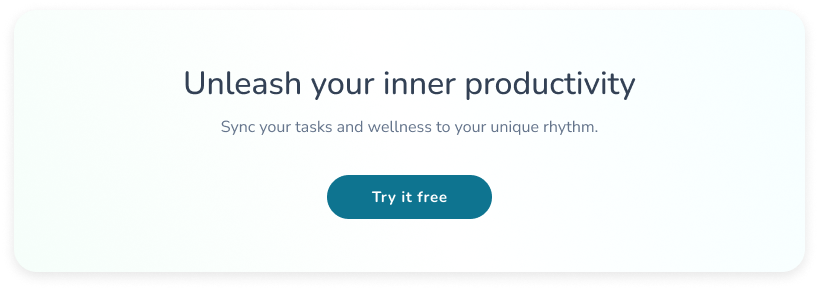 Unleash your inner productivity
Sync your tasks and wellness to your unique rhythm.
Try it free